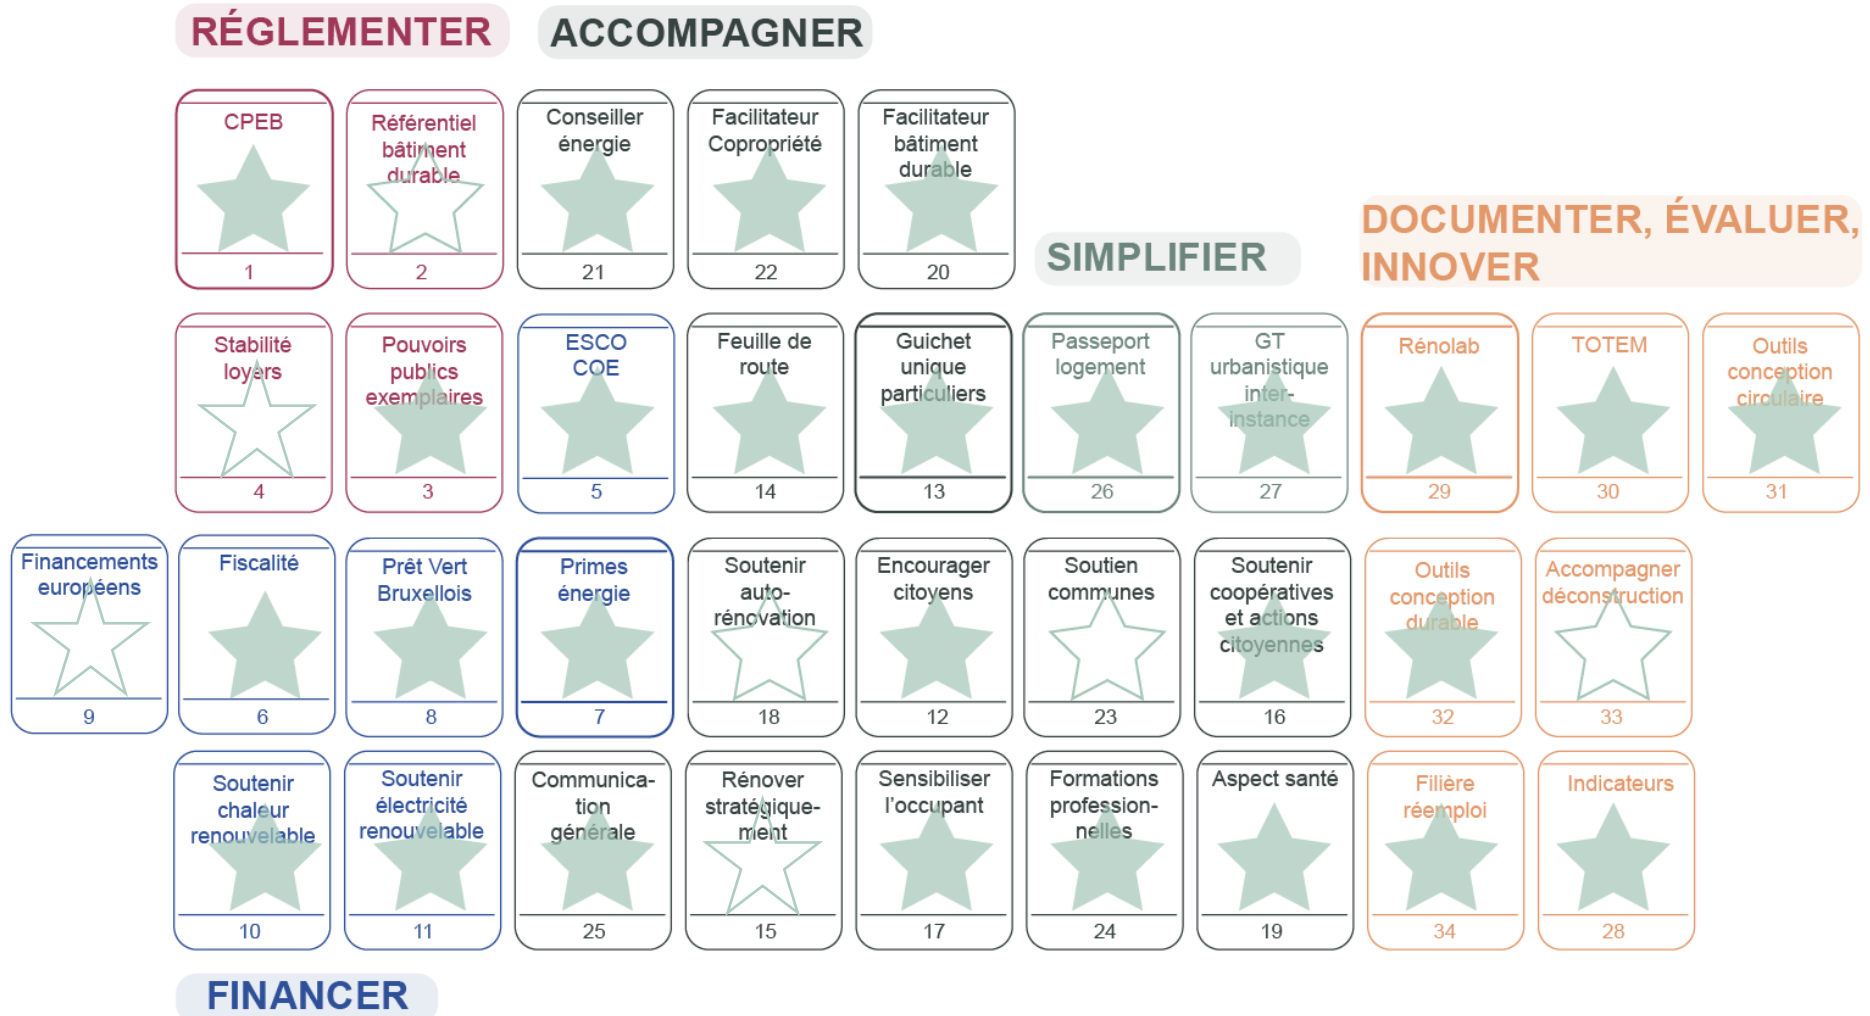 RÉGLEMENTER
ACCOMPAGNER
CPEB
1
Référentiel
bâtiment
durable
2
Conseiller
énergie
21
Facilitateur
Copropriété
22
Facilitateur
bâtiment
durable
20
SIMPLIFIER
DOCUMENTER, ÉVALUER,
INNOVER
Stabilité
loyers
4
Pouvoirs
publics
exemplaires
3
ESCO
COE
5
Feuille de
route
14
Guichet
unique
particuliers
13
Passeport
logement
26
GT
urbanistique
inter-
instance
27
Rénolab
29
TOTEM
30
Outils
conception
circulaire
31
Financements
européens
9
Fiscalité
6
Prêt Vert
Bruxellois
8
Primes
énergie
7
Soutenir
auto-
rénovation
18
Encourager
citoyens
12
Soutien
communes
23
Soutenir
coopératives
et actions
citoyennes
16
Outils
conception
durable
32
Accompagner
déconstruction
33
Soutenir
chaleur
renouvelable
10
Soutenir
électricité
renouvelable
11
Communica-
tion
générale
25
Rénover
stratégique-
ment
15
Sensibiliser
l'occupant
17
Formations
profession-
nelles
24
Aspect santé
19
Filière
réemploi
34
Indicateurs
28
FINANCER